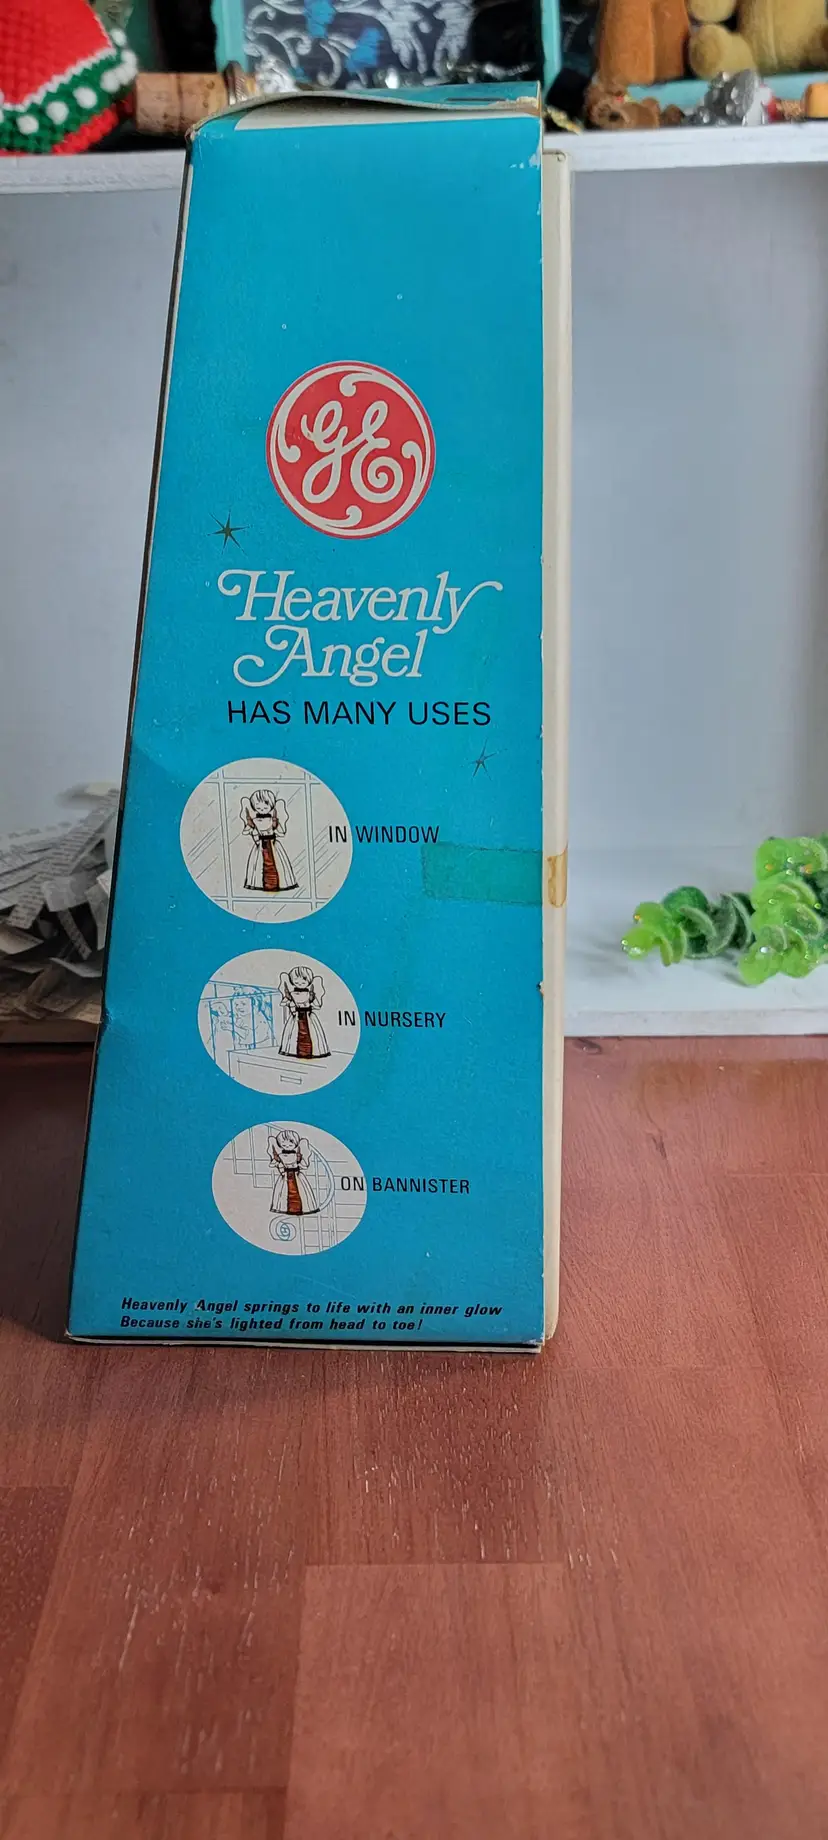 GE
Heavenly
Angel
HAS MANY USES
IN WINDOW
IN NURSERY
ON BANNISTER
Heavenly Angel springs to life with an inner glow
Because she's lighted from head to toe!